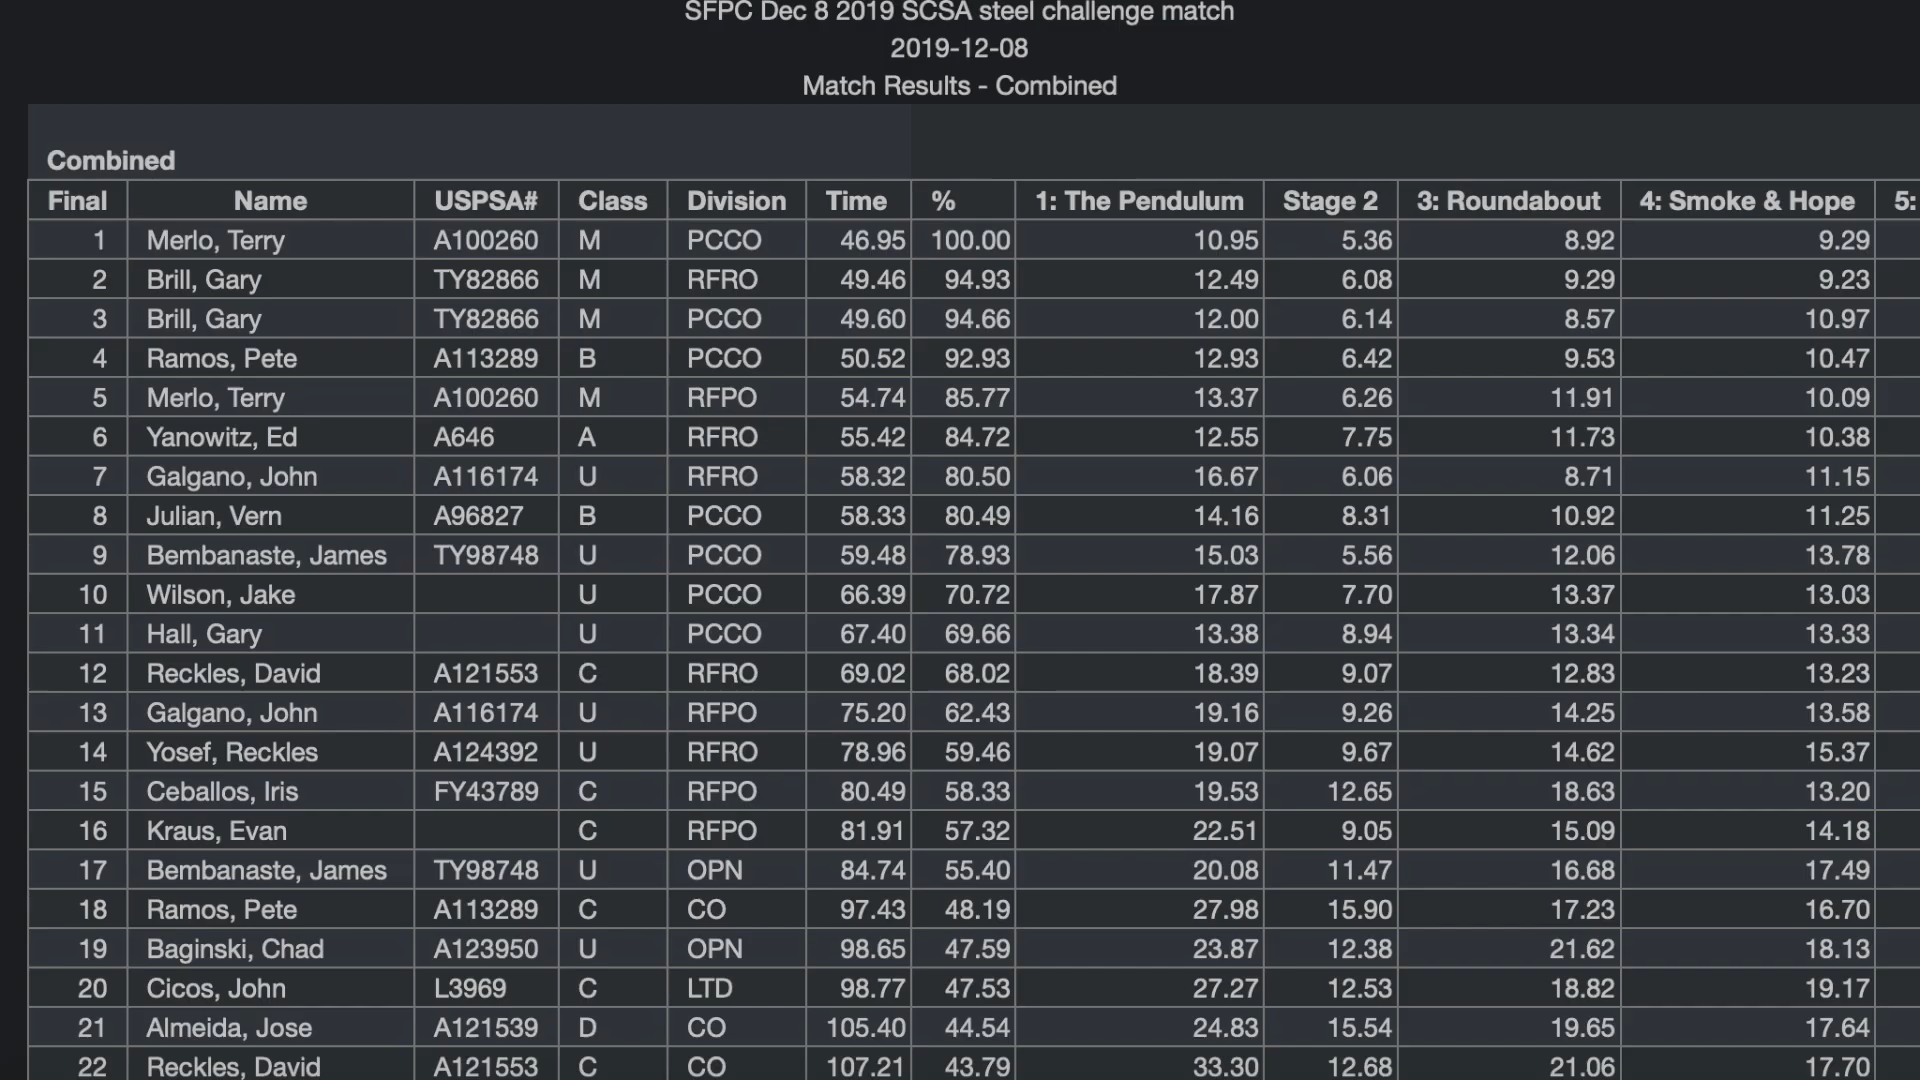 SFPC Dec 8 2019 SCSA steel challenge match
2019-12-08
Match Results - Combined
Combined
Final Name USPSA# Class Division Time % 1: The Pendulum Stage 2 3: Roundabout 4: Smoke & Hope 5:
1 Merlo, Terry A100260 M PCCO 46.95 100.00 10.95 5.36 8.92 9.29
2 Brill, Gary TY82866 M RFRO 49.46 94.93 12.49 6.08 9.29 9.23
3 Brill, Gary TY82866 M PCCO 49.60 94.66 12.00 6.14 8.57 10.97
4 Ramos, Pete A113289 B PCCO 50.52 92.93 12.93 6.42 9.53 10.47
5 Merlo, Terry A100260 M RFPO 54.74 85.77 13.37 6.26 11.91 10.09
6 Yanowitz, Ed A646 A RFRO 55.42 84.72 12.55 7.75 11.73 10.38
7 Galgano, John A116174 U RFRO 58.32 80.50 16.67 6.06 8.71 11.15
8 Julian, Vern A96827 B PCCO 58.33 80.49 14.16 8.31 10.92 11.25
9 Bembanaste, James TY98748 U PCCO 59.48 78.93 15.03 5.56 12.06 13.78
10 Wilson, Jake U PCCO 66.39 70.72 17.87 7.70 13.37 13.03
11 Hall, Gary U PCCO 67.40 69.66 13.38 8.94 13.34 13.33
12 Reckles, David A121553 C RFRO 69.02 68.02 18.39 9.07 12.83 13.23
13 Galgano, John A116174 U RFPO 75.20 62.43 19.16 9.26 14.25 13.58
14 Yosef, Reckles A124392 U RFRO 78.96 59.46 19.07 9.67 14.62 15.37
15 Ceballos, Iris FY43789 C RFPO 80.49 58.33 19.53 12.65 18.63 13.20
16 Kraus, Evan C RFPO 81.91 57.32 22.51 9.05 15.09 14.18
17 Bembanaste, James TY98748 U OPN 84.74 55.40 20.08 11.47 16.68 17.49
18 Ramos, Pete A113289 C CO 97.43 48.19 27.98 15.90 17.23 16.70
19 Baginski, Chad A123950 U OPN 98.65 47.59 23.87 12.38 21.62 18.13
20 Cicos, John L3969 C LTD 98.77 47.53 27.27 12.53 18.82 19.17
21 Almeida, Jose A121539 D CO 105.40 44.54 24.83 15.54 19.65 17.64
22 Reckles, David A121553 C CO 107.21 43.79 33.30 12.68 21.06 17.70